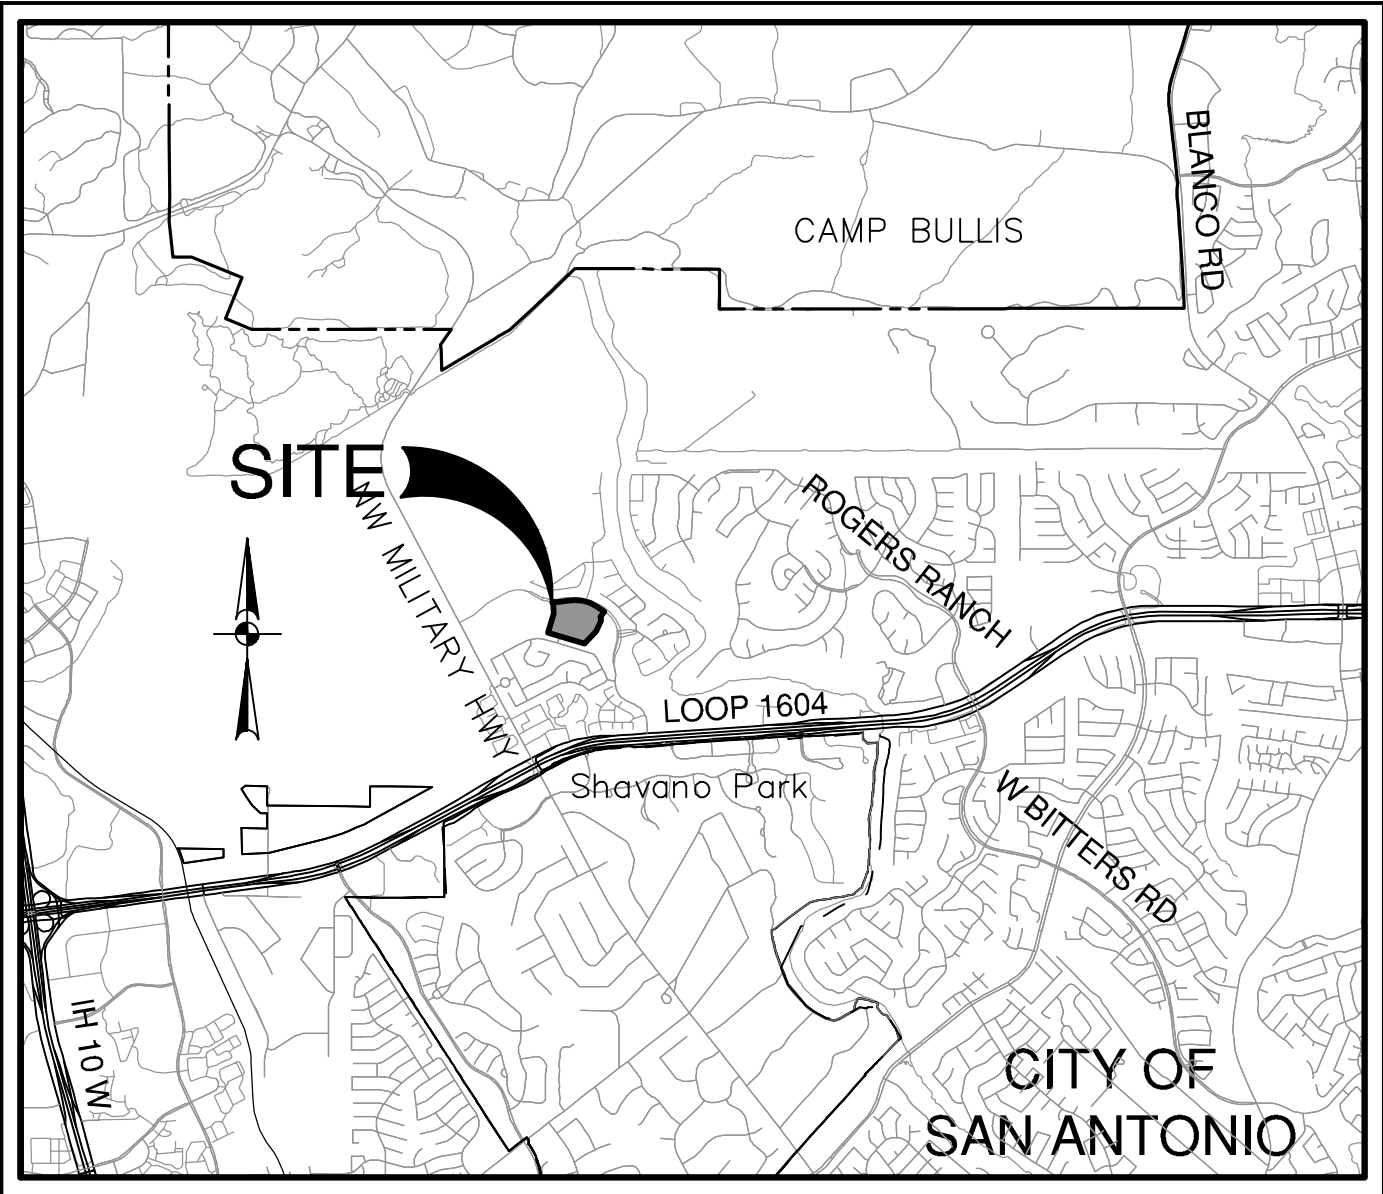 BLANCO RD
CAMP BULLIS
SITE
NW MILITARY HWY
ROGERS RANCH
LOOP 1604
Shavano Park
W BITTERS RD
IH 10 W
CITY OF
SAN ANTONIO